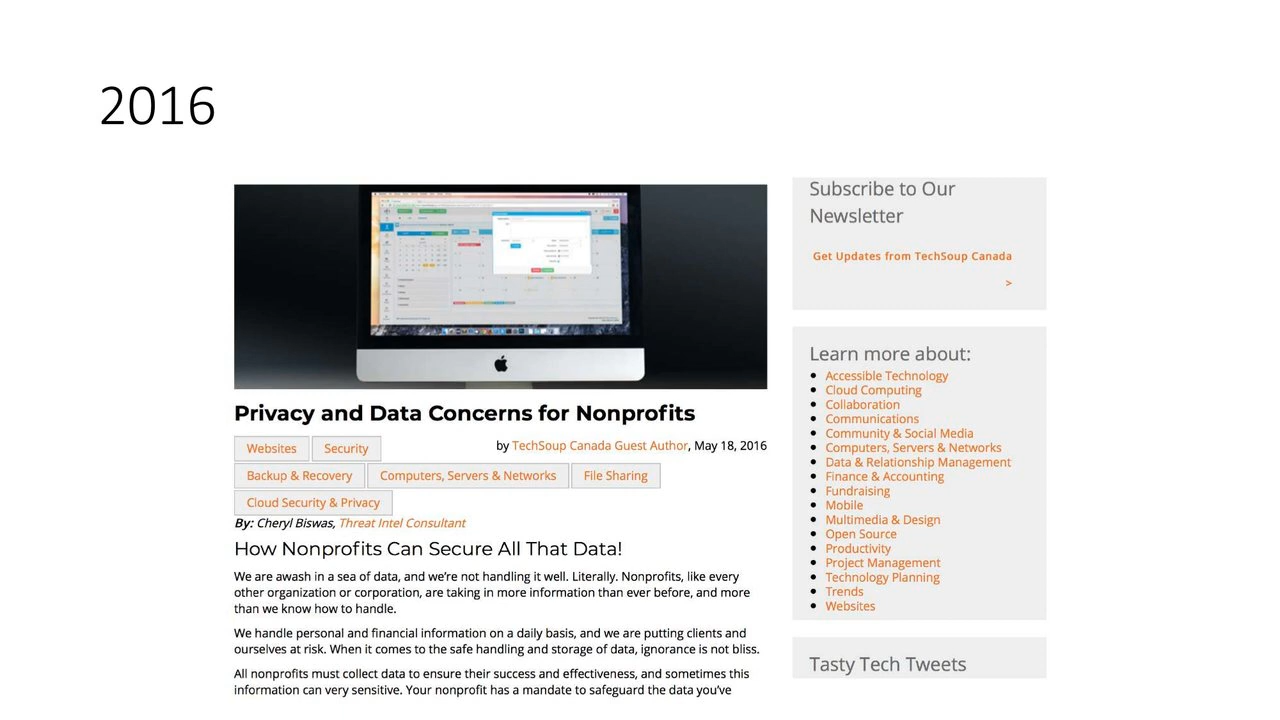 2016
Privacy and Data Concerns for Nonprofits
Websites Security
by TechSoup Canada Guest Author, May 18, 2016
Backup & Recovery Computers, Servers & Networks File Sharing
Cloud Security & Privacy
By: Cheryl Biswas, Threat Intel Consultant
How Nonprofits Can Secure All That Data!
We are awash in a sea of data, and we’re not handling it well. Literally. Nonprofits, like every
other organization or corporation, are taking in more information than ever before, and more
than we know how to handle.
We handle personal and financial information on a daily basis, and we are putting clients and
ourselves at risk. When it comes to the safe handling and storage of data, ignorance is not bliss.
All nonprofits must collect data to ensure their success and effectiveness, and sometimes this
information can very sensitive. Your nonprofit has a mandate to safeguard the data you’ve
Subscribe to Our
Newsletter
Get Updates from TechSoup Canada
>
Learn more about:
Accessible Technology
Cloud Computing
Collaboration
Communications
Community & Social Media
Computers, Servers & Networks
Data & Relationship Management
Finance & Accounting
Fundraising
Mobile
Multimedia & Design
Open Source
Productivity
Project Management
Technology Planning
Trends
Websites
Tasty Tech Tweets